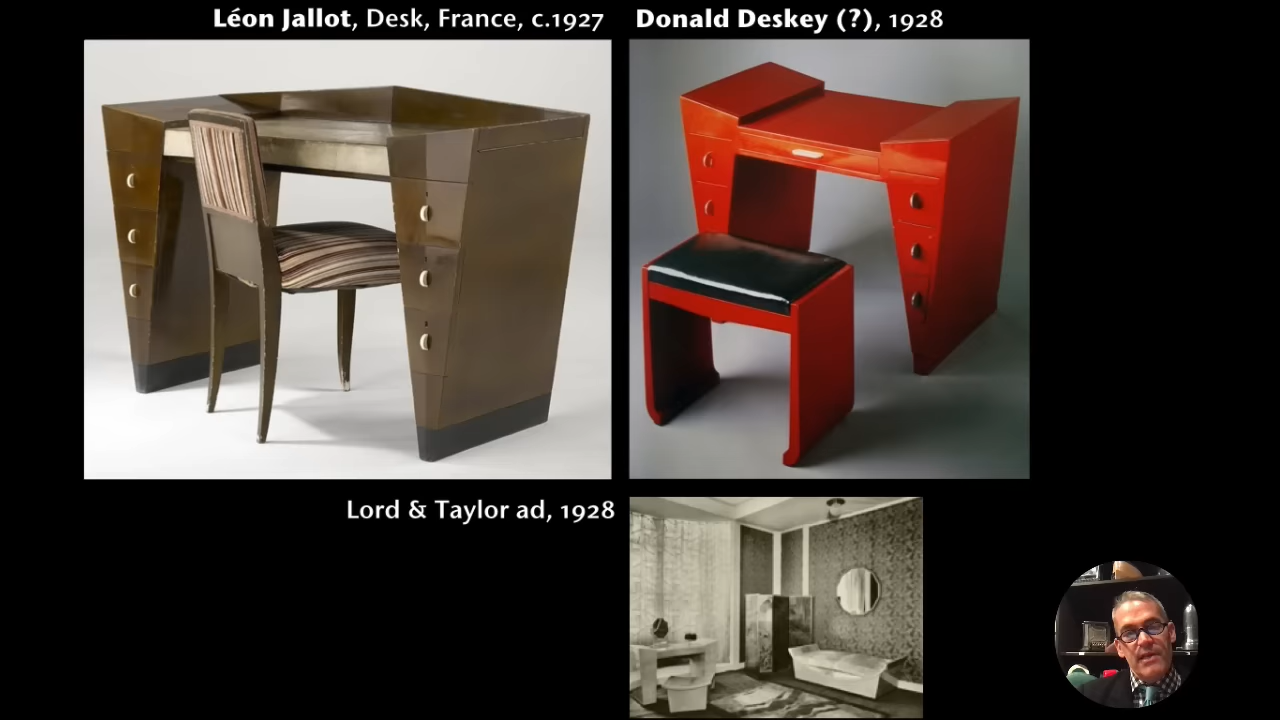 Léon Jallot, Desk, France, c.1927
Donald Deskey (?), 1928
Lord & Taylor ad, 1928